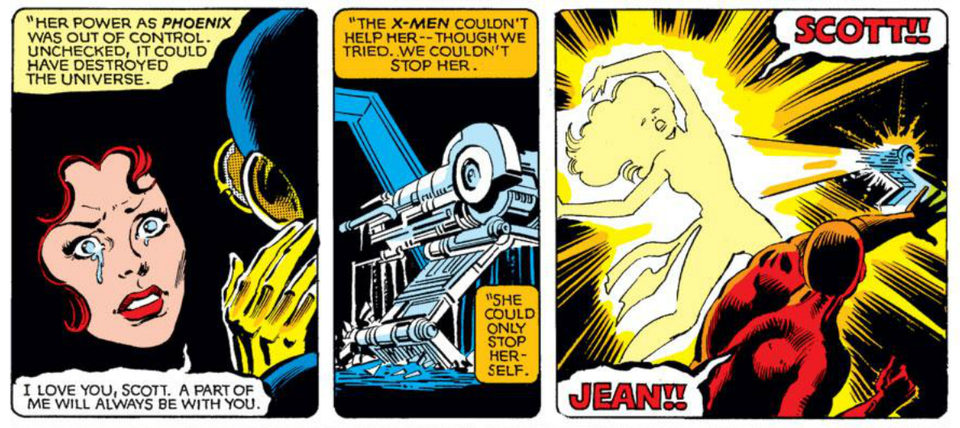 "HER POWER AS PHOENIX
WAS OUT OF CONTROL.
UNCHECKED, IT COULD
HAVE DESTROYED
THE UNIVERSE.
I LOVE YOU, SCOTT. A PART OF
ME WILL ALWAYS BE WITH YOU.
"THE X-MEN COULDN'T
HELP HER--THOUGH WE
TRIED. WE COULDN'T
STOP HER.
"SHE
COULD
ONLY
STOP
HER-
SELF.
SCOTT!!
JEAN!!